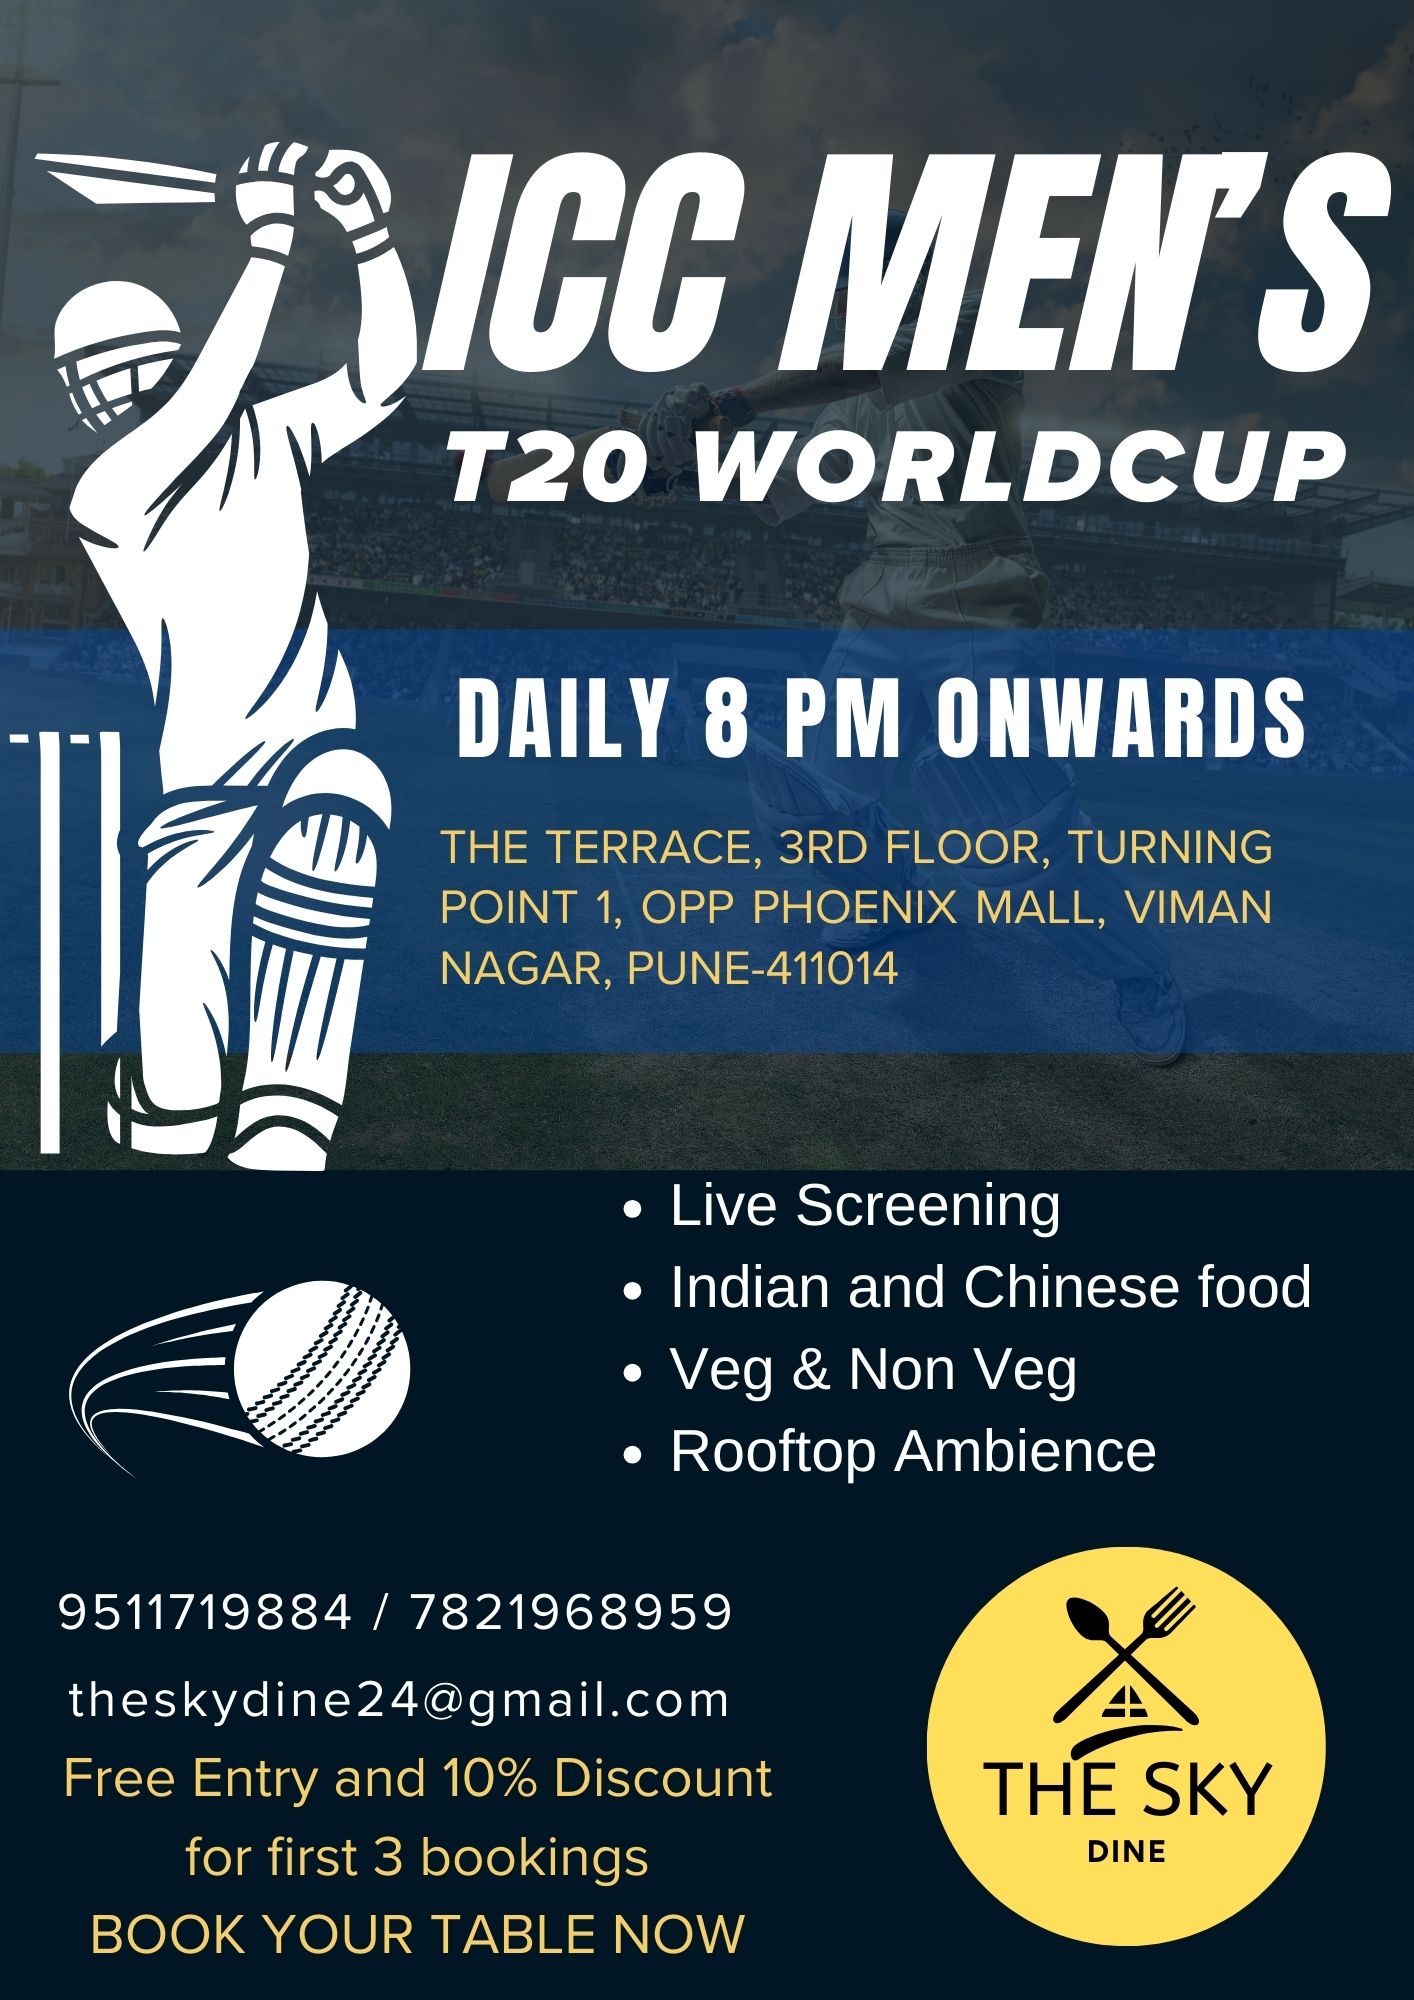 ICC MEN'S
T20 WORLDCUP
DAILY 8 PM ONWARDS
THE TERRACE, 3RD FLOOR, TURNING
POINT 1, OPP PHOENIX MALL, VIMAN
NAGAR, PUNE-411014
• Live Screening
• Indian and Chinese food
• Veg & Non Veg
• Rooftop Ambience
9511719884 / 7821968959
theskydine24@gmail.com
Free Entry and 10% Discount
for first 3 bookings
BOOK YOUR TABLE NOW
THE SKY
DINE